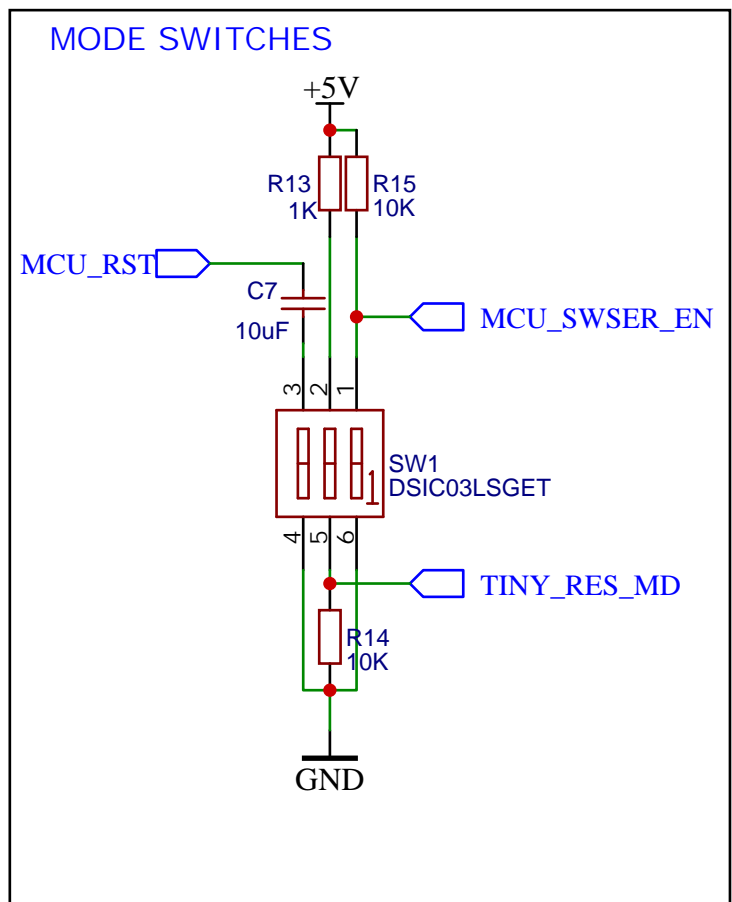 MODE SWITCHES
+5V
R13
1K
R15
10K
MCU_RST
C7
10uF
MCU_SWSER_EN
3
2
1
SW1
DSIC03LSGET
1
4
5
6
TINY_RES_MD
R14
10K
GND